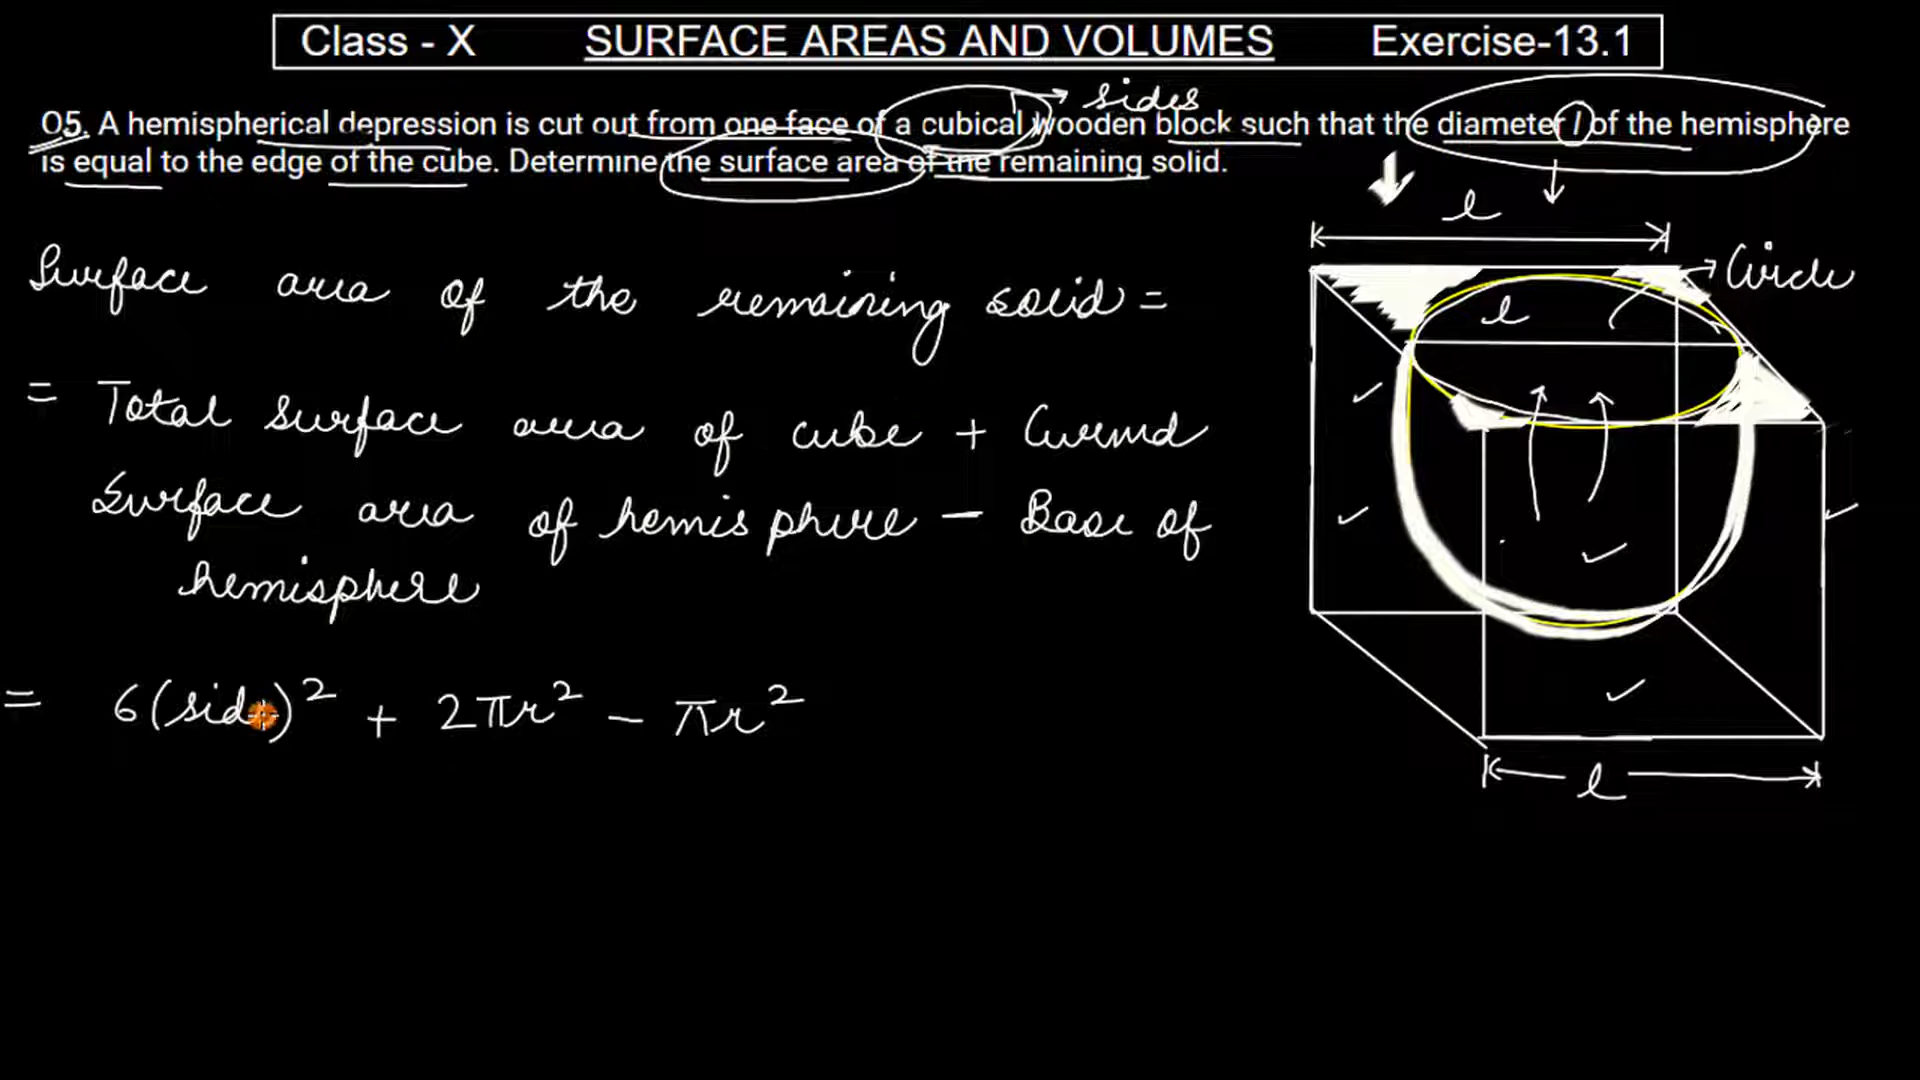 Class - X SURFACE AREAS AND VOLUMES Exercise-13.1
sides
Q5. A hemispherical depression is cut out from one face of a cubical wooden block such that the diameter l of the hemisphere
is equal to the edge of the cube. Determine the surface area of the remaining solid.
l
Circle
Surface area of the remaining solid =
l
= Total surface area of cube + Curved
Surface area of hemisphere - Base of
hemisphere
= 6(side)² + 2πr² - πr²
l